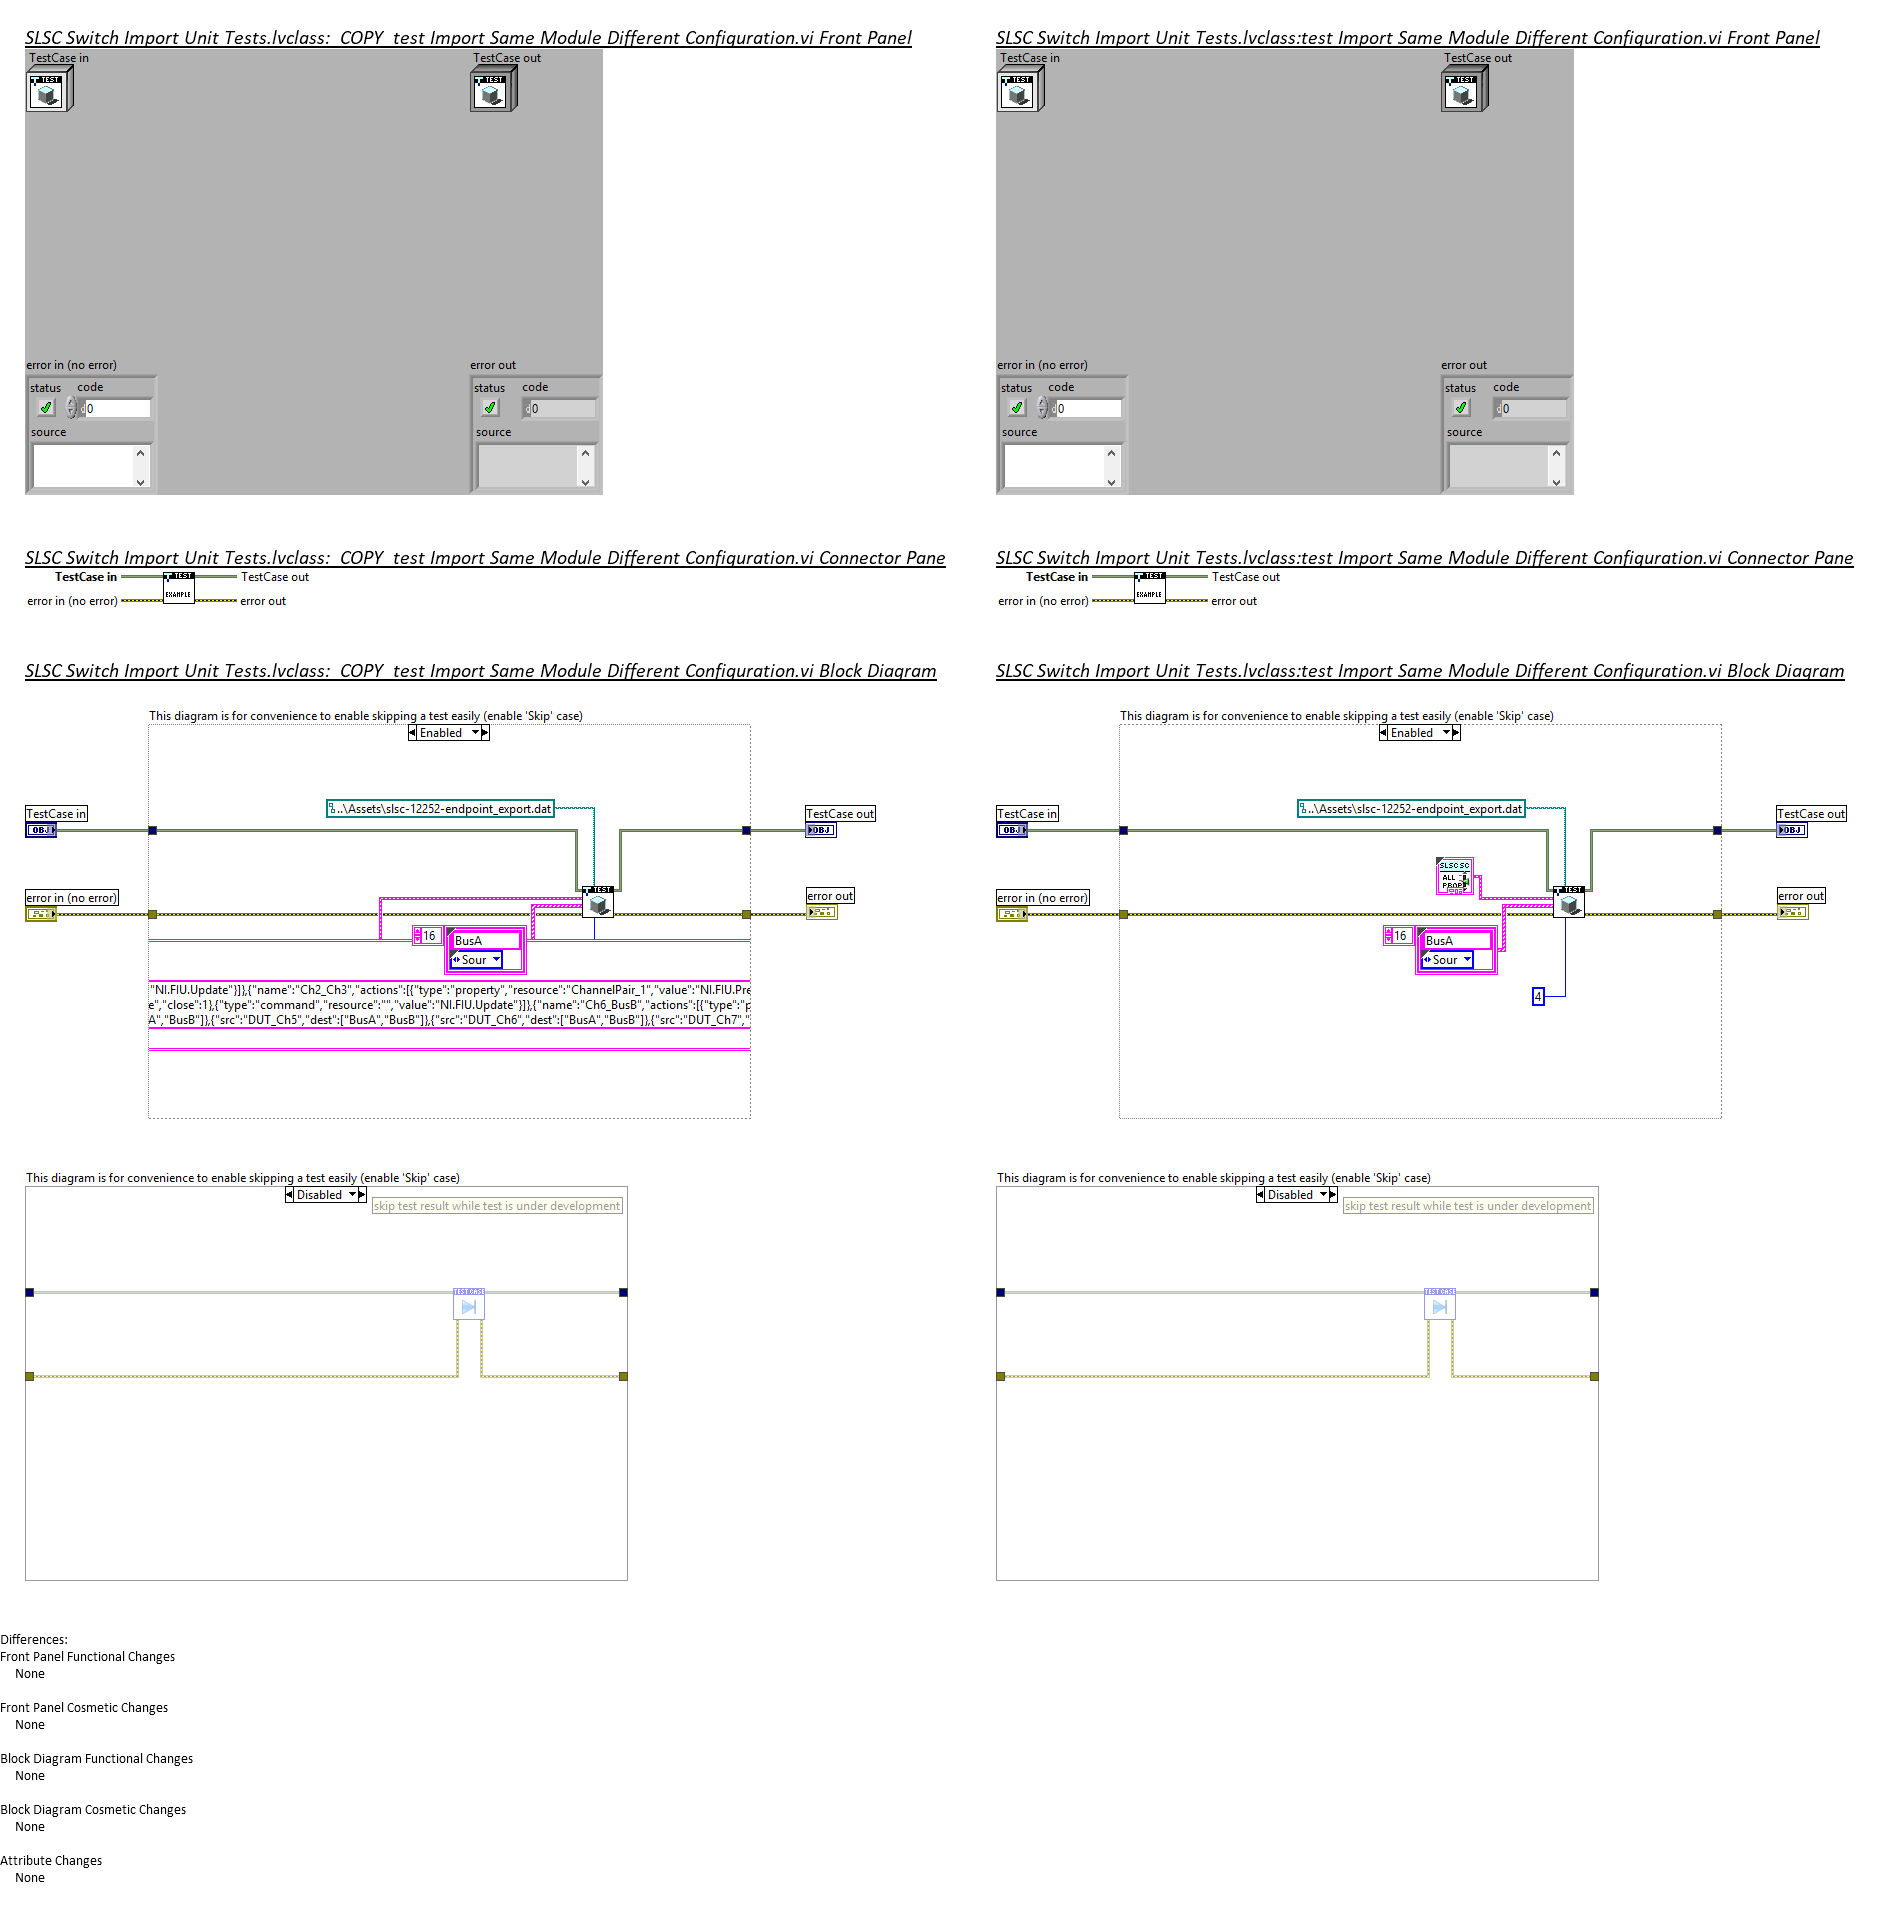 SLSC Switch Import Unit Tests.lvclass:_COPY_test Import Same Module Different Configuration.vi Front Panel
TestCase in
TestCase out
TEST
TEST
error in (no error)
error out
status
code
status
code
d0
d0
source
source
SLSC Switch Import Unit Tests.lvclass:test Import Same Module Different Configuration.vi Front Panel
TestCase in
TestCase out
TEST
TEST
error in (no error)
error out
status
code
status
code
d0
d0
source
source
SLSC Switch Import Unit Tests.lvclass:_COPY_test Import Same Module Different Configuration.vi Connector Pane
TestCase in
TEST
TestCase out
error in (no error)
EXAMPLE
error out
SLSC Switch Import Unit Tests.lvclass:test Import Same Module Different Configuration.vi Connector Pane
TestCase in
TEST
TestCase out
error in (no error)
EXAMPLE
error out
SLSC Switch Import Unit Tests.lvclass:_COPY_test Import Same Module Different Configuration.vi Block Diagram
This diagram is for convenience to enable skipping a test easily (enable 'Skip' case)
Enabled
..\Assets\slsc-12252-endpoint_export.dat
TestCase in
OBJ
TestCase out
OBJ
error in (no error)
TEST
error out
16
BusA
Sour
"NI.FIU.Update"}]},{"name":"Ch2_Ch3","actions":[{"type":"property","resource":"ChannelPair_1","value":"NI.FIU.Pre
e","close":1},{"type":"command","resource":"","value":"NI.FIU.Update"}]},{"name":"Ch6_BusB","actions":[{"type":"p
A","BusB"]},{"src":"DUT_Ch5","dest":["BusA","BusB"]},{"src":"DUT_Ch6","dest":["BusA","BusB"]},{"src":"DUT_Ch7","
This diagram is for convenience to enable skipping a test easily (enable 'Skip' case)
Disabled
skip test result while test is under development
TEST CASE
SLSC Switch Import Unit Tests.lvclass:test Import Same Module Different Configuration.vi Block Diagram
This diagram is for convenience to enable skipping a test easily (enable 'Skip' case)
Enabled
..\Assets\slsc-12252-endpoint_export.dat
TestCase in
OBJ
TestCase out
OBJ
SLSC SC
ALL
PROP
error in (no error)
TEST
error out
16
BusA
Sour
4
This diagram is for convenience to enable skipping a test easily (enable 'Skip' case)
Disabled
skip test result while test is under development
TEST CASE
Differences:
Front Panel Functional Changes
None
Front Panel Cosmetic Changes
None
Block Diagram Functional Changes
None
Block Diagram Cosmetic Changes
None
Attribute Changes
None